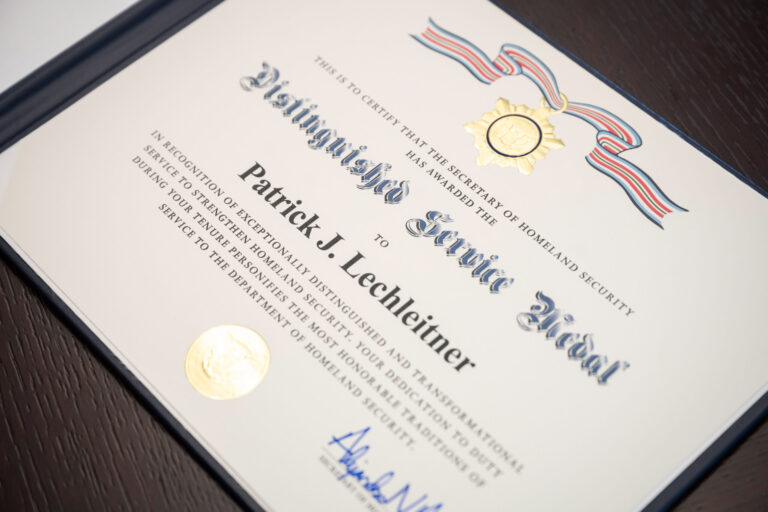 THIS IS TO CERTIFY THAT THE SECRETARY OF HOMELAND SECURITY
HAS AWARDED THE
Distinguished Service Medal
TO
Patrick J. Lechleitner
IN RECOGNITION OF EXCEPTIONALLY DISTINGUISHED AND TRANSFORMATIONAL
SERVICE TO STRENGTHEN HOMELAND SECURITY. YOUR DEDICATION TO DUTY
DURING YOUR TENURE PERSONIFIES THE MOST HONORABLE TRADITIONS OF
SERVICE TO THE DEPARTMENT OF HOMELAND SECURITY.
SECRETARY OF